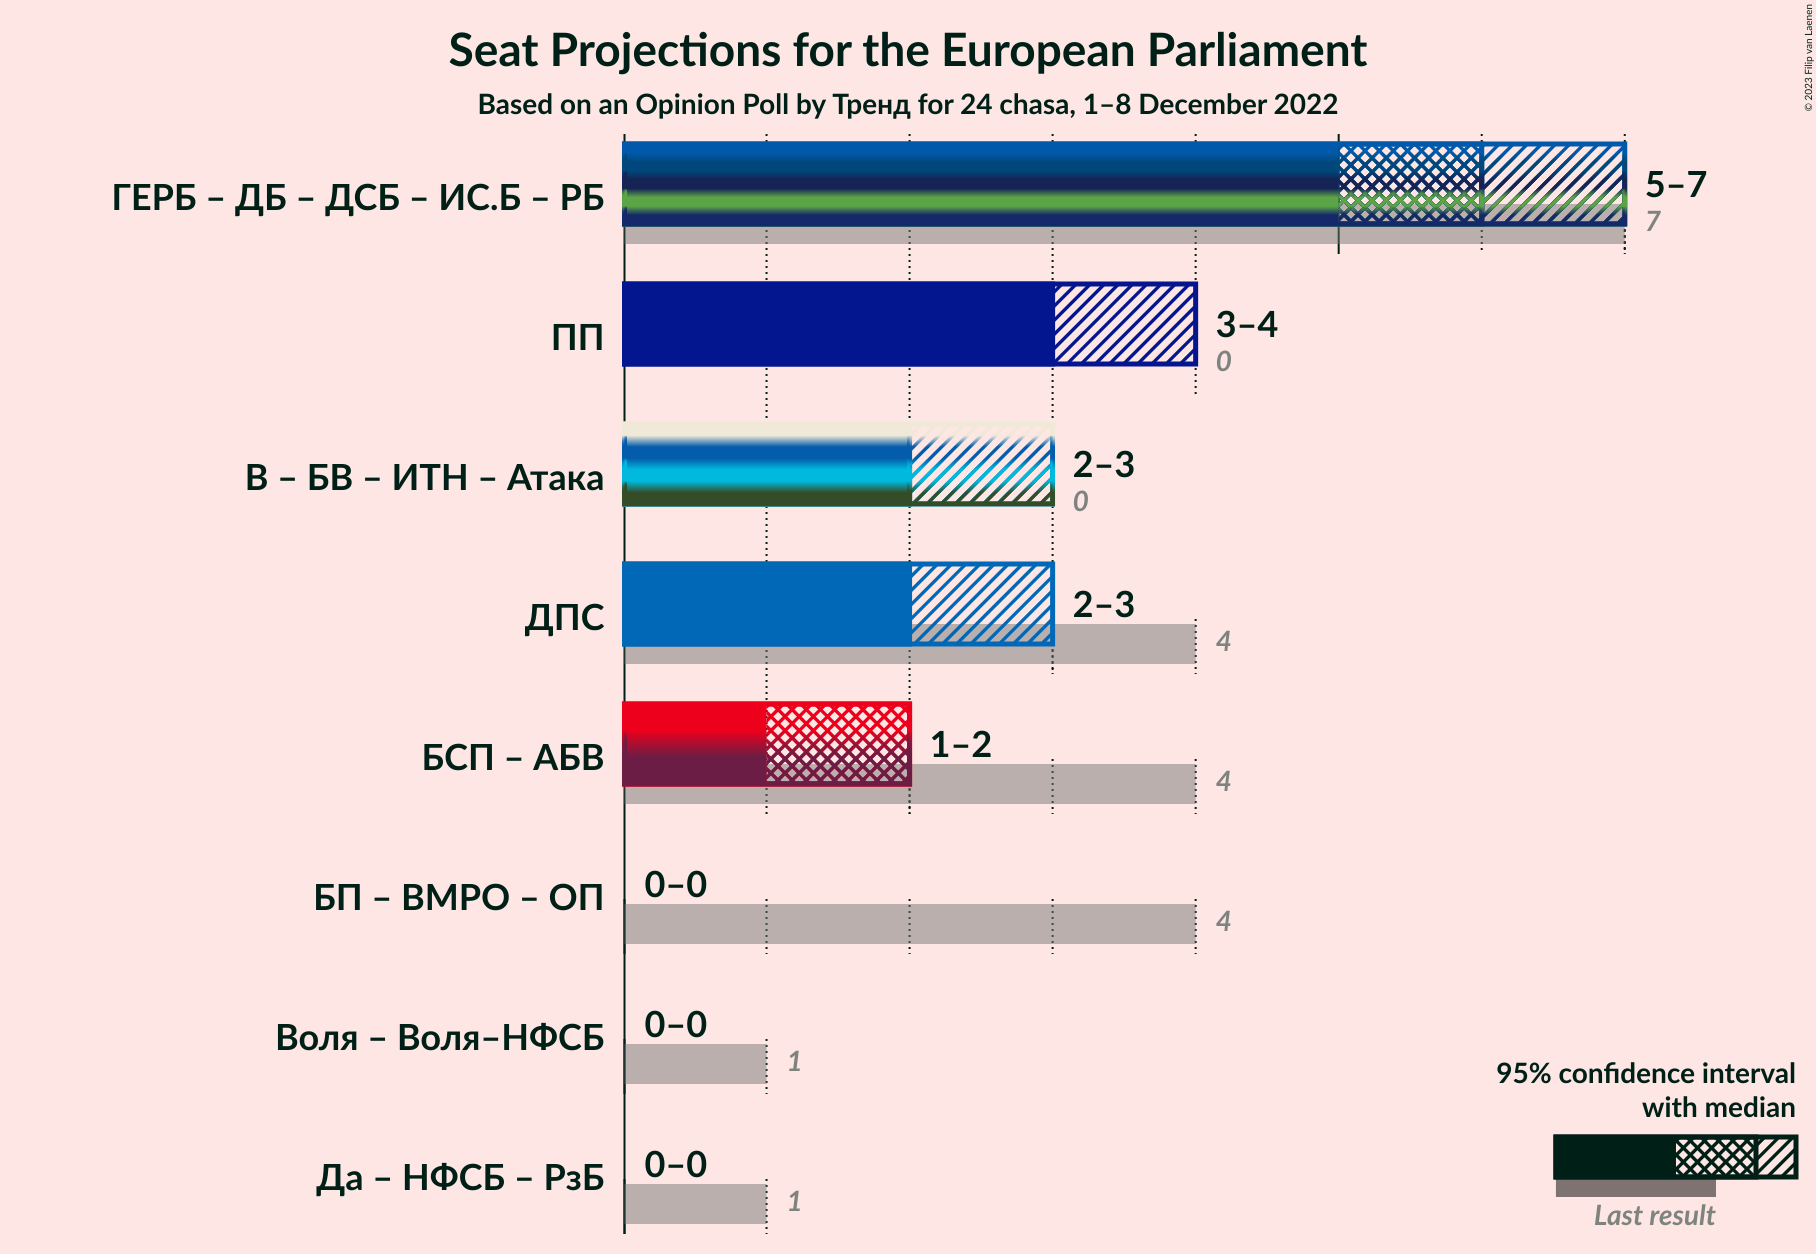 Seat Projections for the European Parliament
Based on an Opinion Poll by Тренд for 24 chasa, 1–8 December 2022
© 2023 Filip van Laenen
ГЕРБ – ДБ – ДСБ – ИС.Б – РБ
5–7
7
ПП
3–4
0
В – БВ – ИТН – Атака
2–3
0
ДПС
2–3
4
БСП – АБВ
1–2
4
БП – ВМРО – ОП
0–0
4
Воля – Воля–НФСБ
0–0
1
Да – НФСБ – РзБ
0–0
1
95% confidence interval
with median
Last result